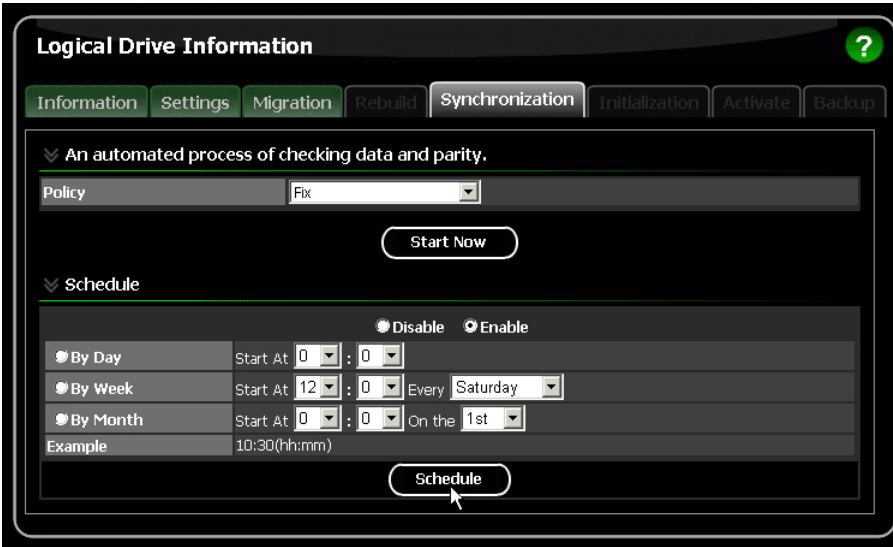 Logical Drive Information
?
Information Settings Migration Rebuild Synchronization Initialization Activate Backup
An automated process of checking data and parity.
Policy Fix
Start Now
Schedule
Disable Enable
By Day Start At 0 : 0
By Week Start At 12 : 0 Every Saturday
By Month Start At 0 : 0 On the 1st
Example 10:30(hh:mm)
Schedule